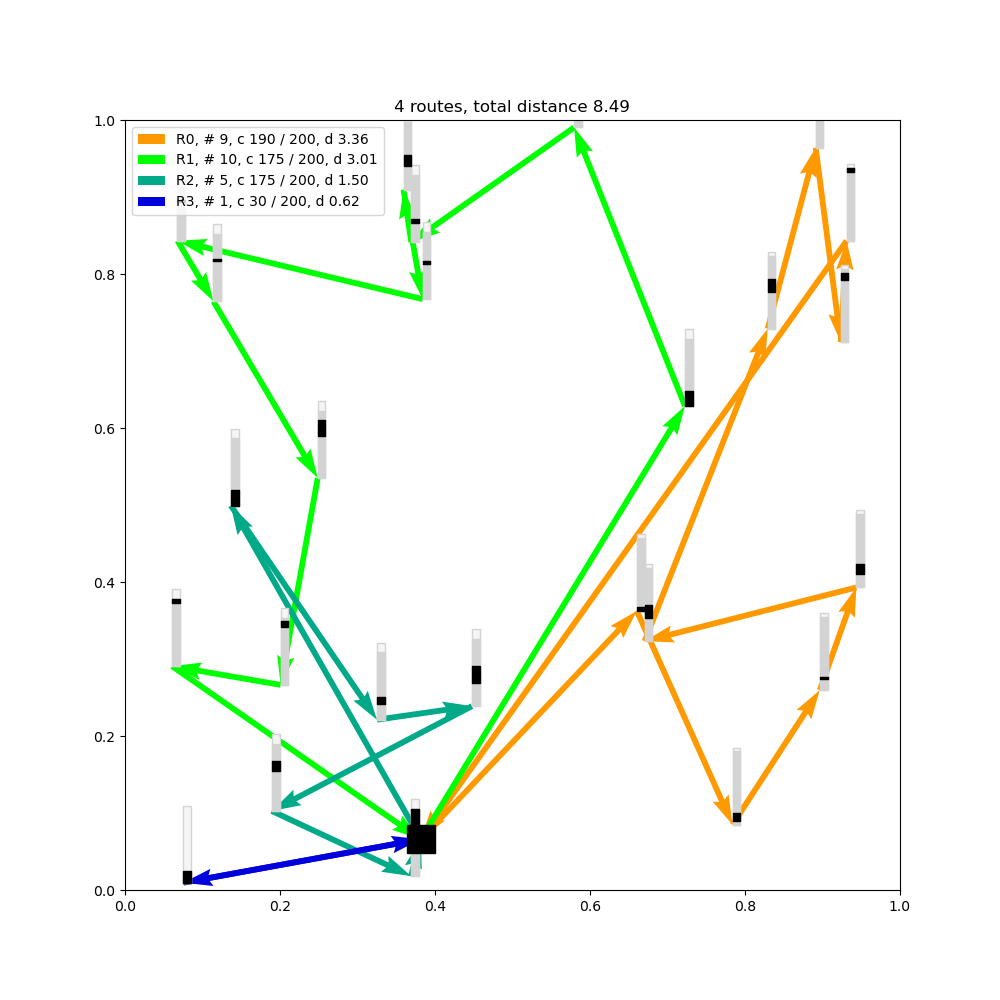 4 routes, total distance 8.49
R0, # 9, c 190 / 200, d 3.36
R1, # 10, c 175 / 200, d 3.01
R2, # 5, c 175 / 200, d 1.50
R3, # 1, c 30 / 200, d 0.62
1.0
0.8
0.6
0.4
0.2
0.0
0.0 0.2 0.4 0.6 0.8 1.0